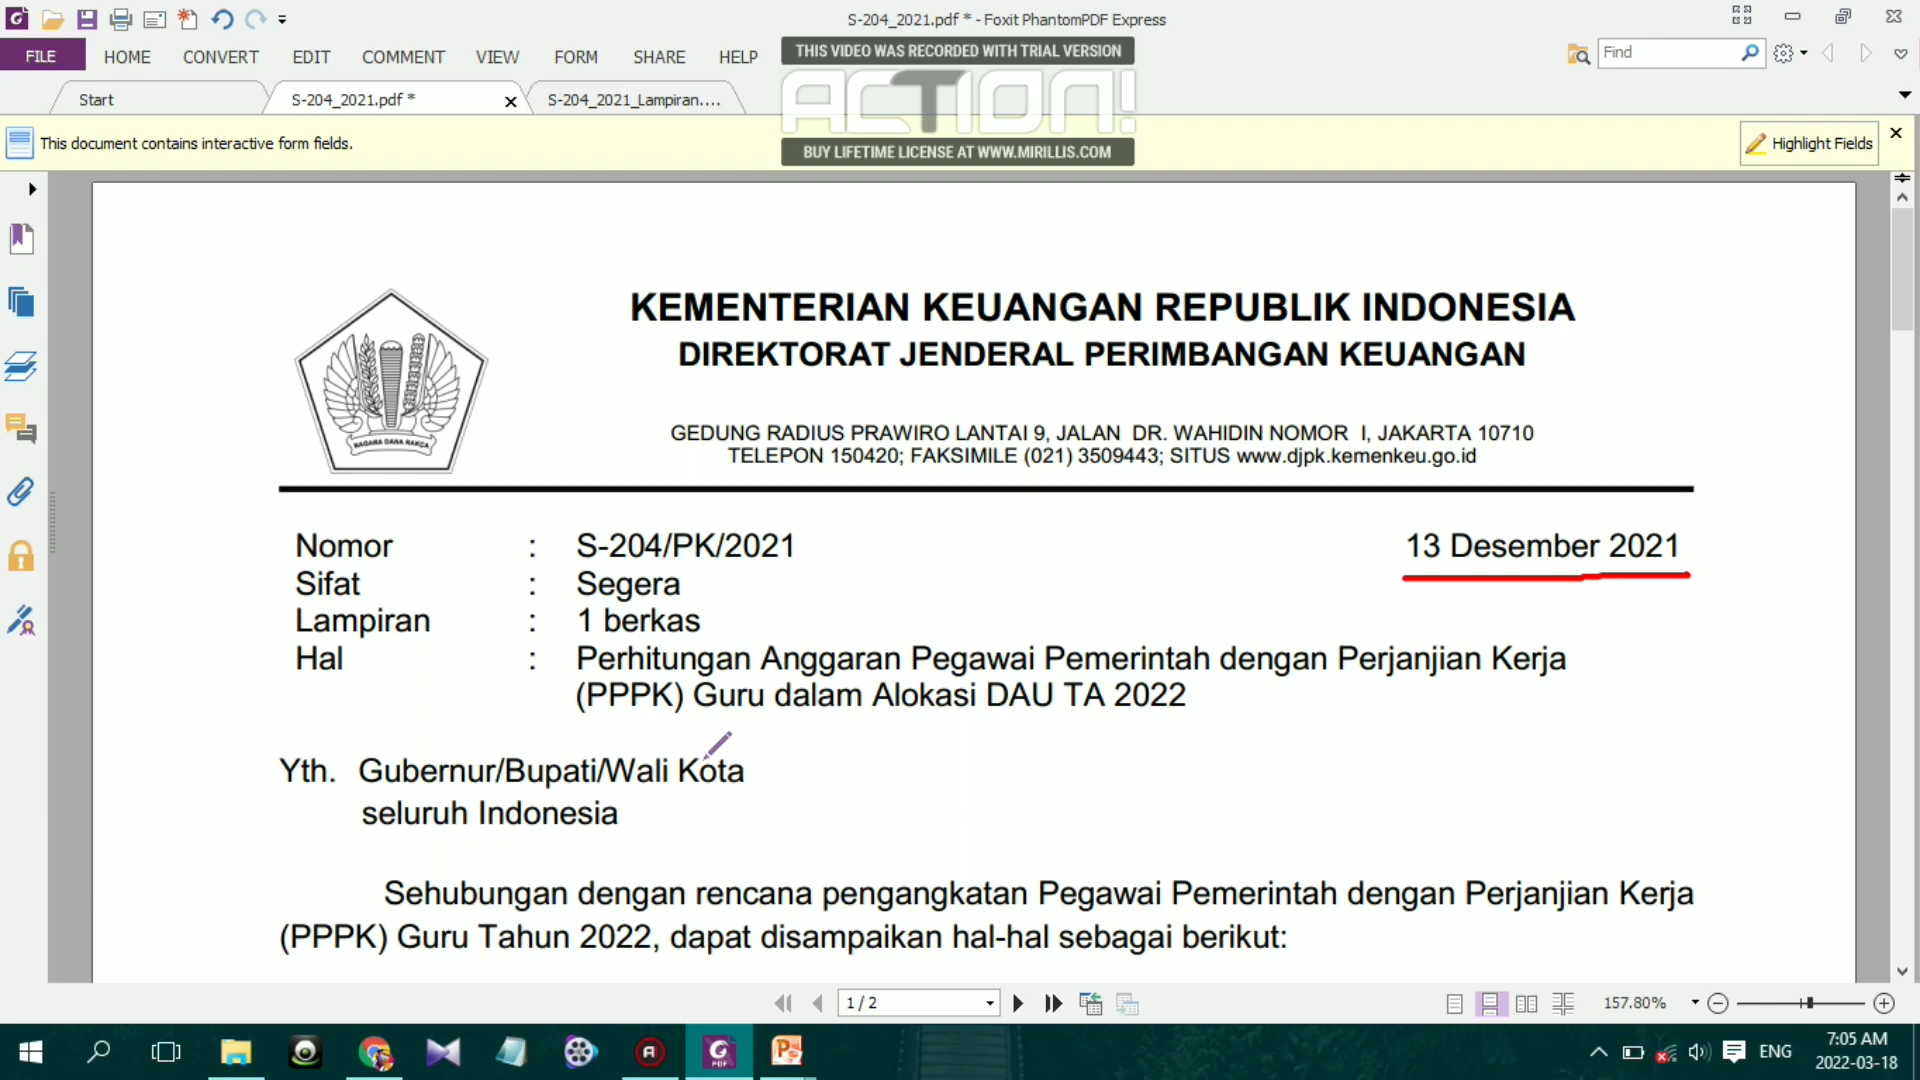 S-204_2021.pdf * - Foxit PhantomPDF Express
FILE HOME CONVERT EDIT COMMENT VIEW FORM SHARE HELP
THIS VIDEO WAS RECORDED WITH TRIAL VERSION
ACTION!
BUY LIFETIME LICENSE AT WWW.MIRILLIS.COM
Find
Start S-204_2021.pdf * S-204_2021_Lampiran....
This document contains interactive form fields.
Highlight Fields
KEMENTERIAN KEUANGAN REPUBLIK INDONESIA
DIREKTORAT JENDERAL PERIMBANGAN KEUANGAN
GEDUNG RADIUS PRAWIRO LANTAI 9, JALAN DR. WAHIDIN NOMOR I, JAKARTA 10710
TELEPON 150420; FAKSIMILE (021) 3509443; SITUS www.djpk.kemenkeu.go.id
NAGARA DANA RAKCA
Nomor : S-204/PK/2021 13 Desember 2021
Sifat : Segera
Lampiran : 1 berkas
Hal : Perhitungan Anggaran Pegawai Pemerintah dengan Perjanjian Kerja
(PPPK) Guru dalam Alokasi DAU TA 2022
Yth. Gubernur/Bupati/Wali Kota
seluruh Indonesia
Sehubungan dengan rencana pengangkatan Pegawai Pemerintah dengan Perjanjian Kerja
(PPPK) Guru Tahun 2022, dapat disampaikan hal-hal sebagai berikut:
1 / 2
157.80%
ENG
7:05 AM
2022-03-18